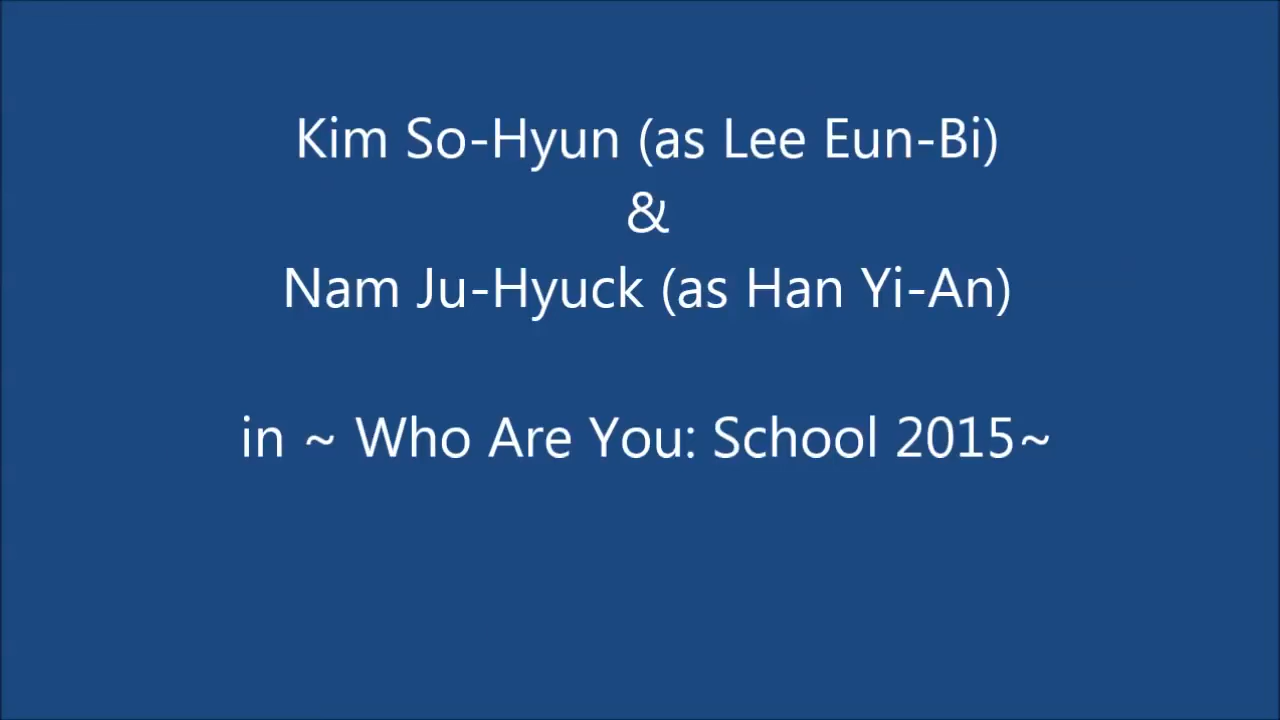 Kim So-Hyun (as Lee Eun-Bi)
&
Nam Ju-Hyuck (as Han Yi-An)
in ~ Who Are You: School 2015~